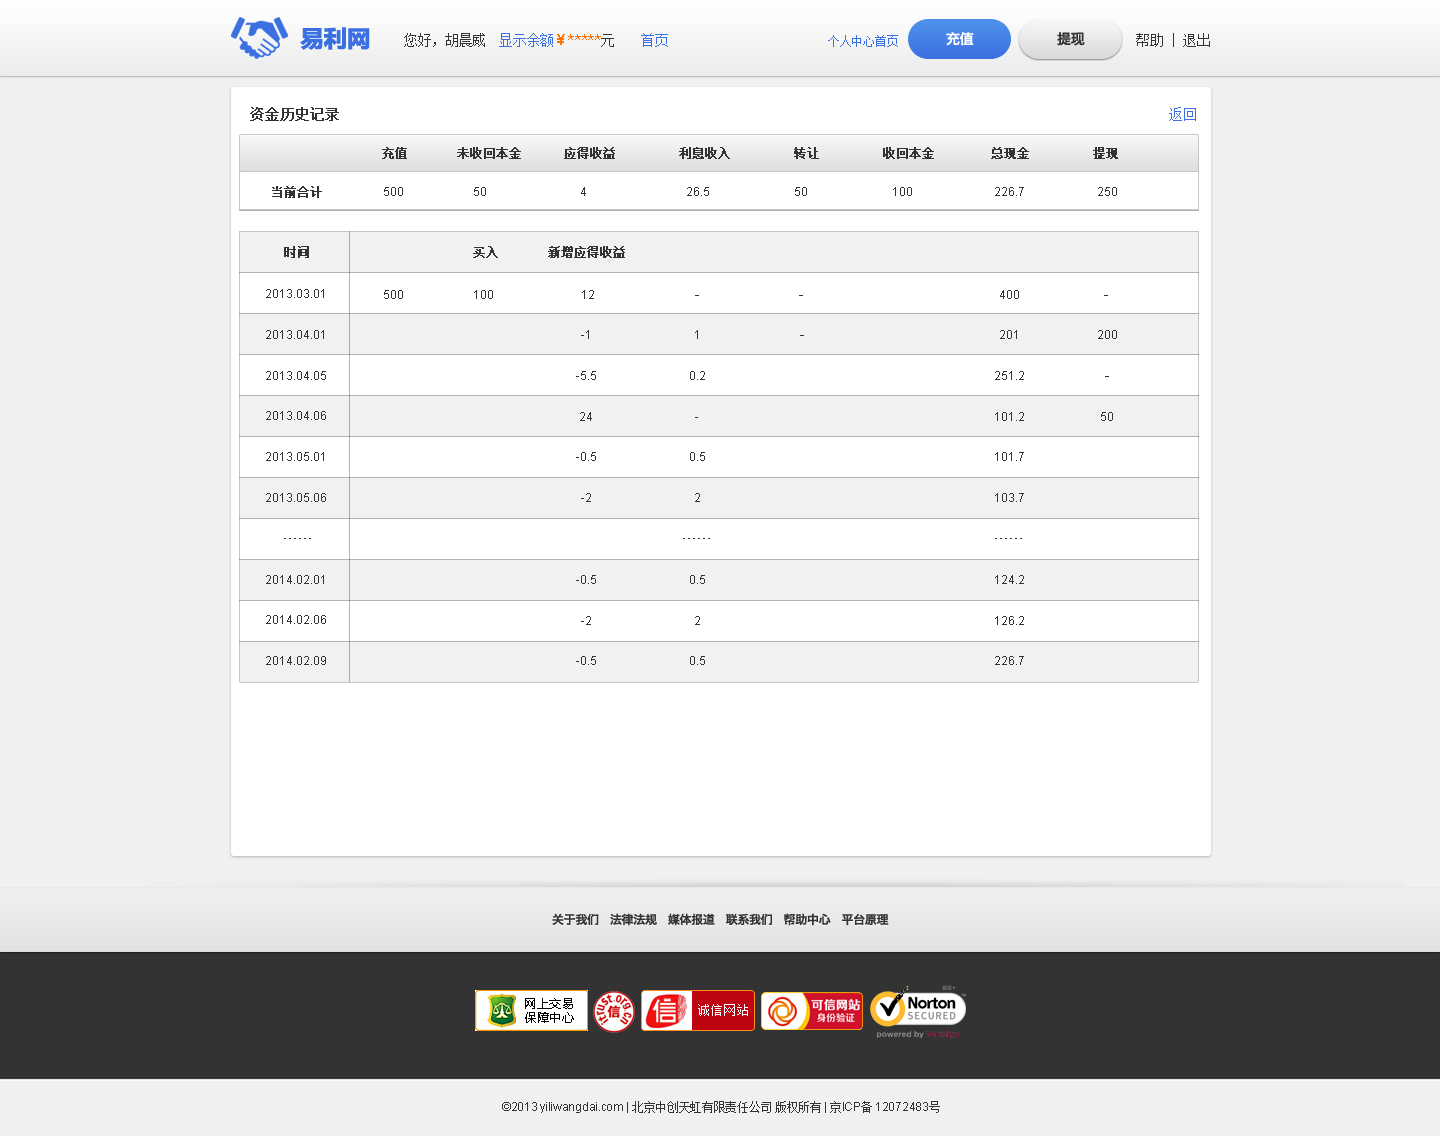 易利网 您好，胡晨威 显示余额¥*****元 首页 个人中心首页 充值 提现 帮助 | 退出
资金历史记录 返回
充值 未收回本金 应得收益 利息收入 转让 收回本金 总现金 提现
当前合计 500 50 4 26.5 50 100 226.7 250
时间 买入 新增应得收益
2013.03.01 500 100 12 - - 400 -
2013.04.01 -1 1 - 201 200
2013.04.05 -5.5 0.2 251.2 -
2013.04.06 24 - 101.2 50
2013.05.01 -0.5 0.5 101.7
2013.05.06 -2 2 103.7
------ ------ ------
2014.02.01 -0.5 0.5 124.2
2014.02.06 -2 2 126.2
2014.02.09 -0.5 0.5 226.7
关于我们 法律法规 媒体报道 联系我们 帮助中心 平台原理
网上交易
保障中心
itrust.org.cn
信
信
诚信网站
可信网站
身份验证
Norton
SECURED
powered by VeriSign
©2013 yiliwangdai.com | 北京中创天虹有限责任公司 版权所有 | 京ICP备 12072483号